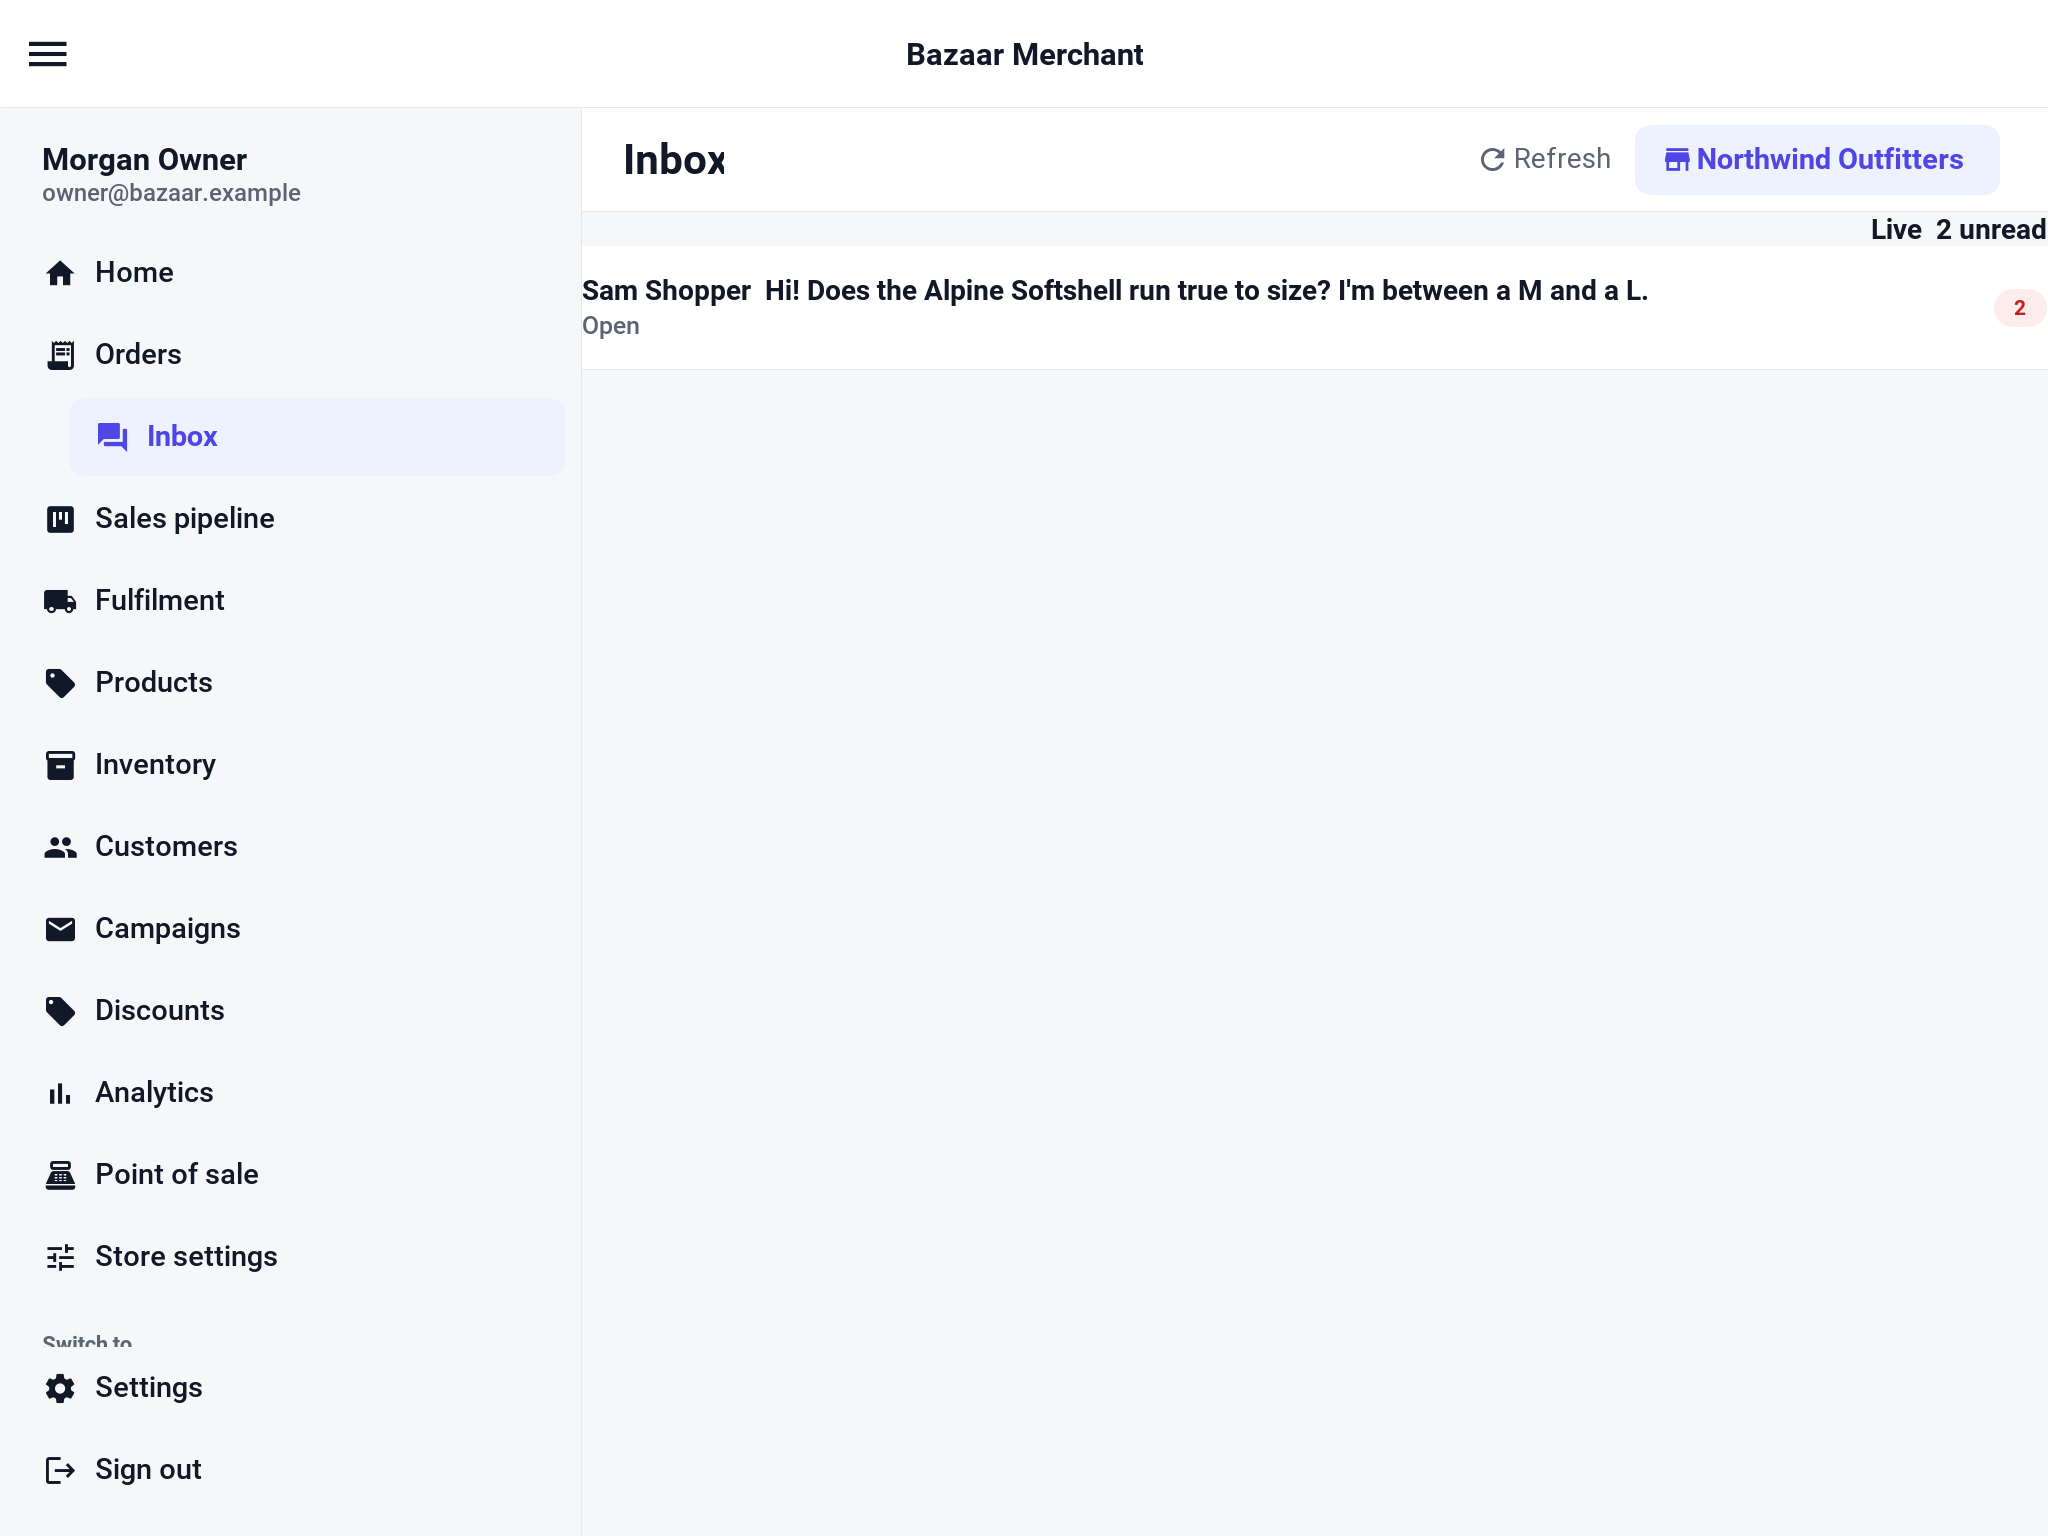 Bazaar Merchant
Morgan Owner
owner@bazaar.example
Home
Orders
Inbox
Sales pipeline
Fulfilment
Products
Inventory
Customers
Campaigns
Discounts
Analytics
Point of sale
Store settings
Switch to
Settings
Sign out
Inbox
Refresh
Northwind Outfitters
Live 2 unread
Sam Shopper Hi! Does the Alpine Softshell run true to size? I'm between a M and a L.
Open
2